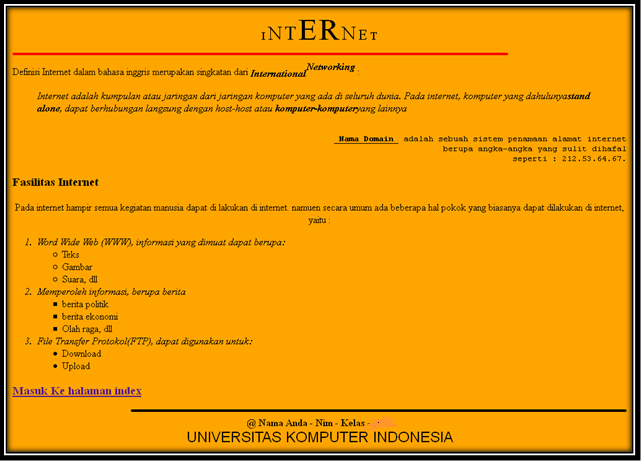 INTERNET
Definisi Internet dalam bahasa inggris merupakan singkatan dari International Networking :
Internet adalah kumpulan atau jaringan dari jaringan komputer yang ada di seluruh dunia. Pada internet, komputer yang dahulunya stand
alone, dapat berhubungan langsung dengan host-host atau komputer-komputer yang lainnya
Nama Domain adalah sebuah sistem penamaan alamat internet
berupa angka-angka yang sulit dihafal
seperti : 212.53.64.67.
Fasilitas Internet
Pada internet hampir semua kegiatan manusia dapat di lakukan di internet. namuen secara umum ada beberapa hal pokok yang biasanya dapat dilakukan di internet,
yaitu :
1. Word Wide Web (WWW), informasi yang dimuat dapat berupa:
Teks
Gambar
Suara, dll
2. Memperoleh informasi, berupa berita
berita politik
berita ekonomi
Olah raga, dll
3. File Transfer Protokol(FTP), dapat digunakan untuk:
Download
Upload
Masuk Ke halaman index
@ Nama Anda - Nim - Kelas -
UNIVERSITAS KOMPUTER INDONESIA